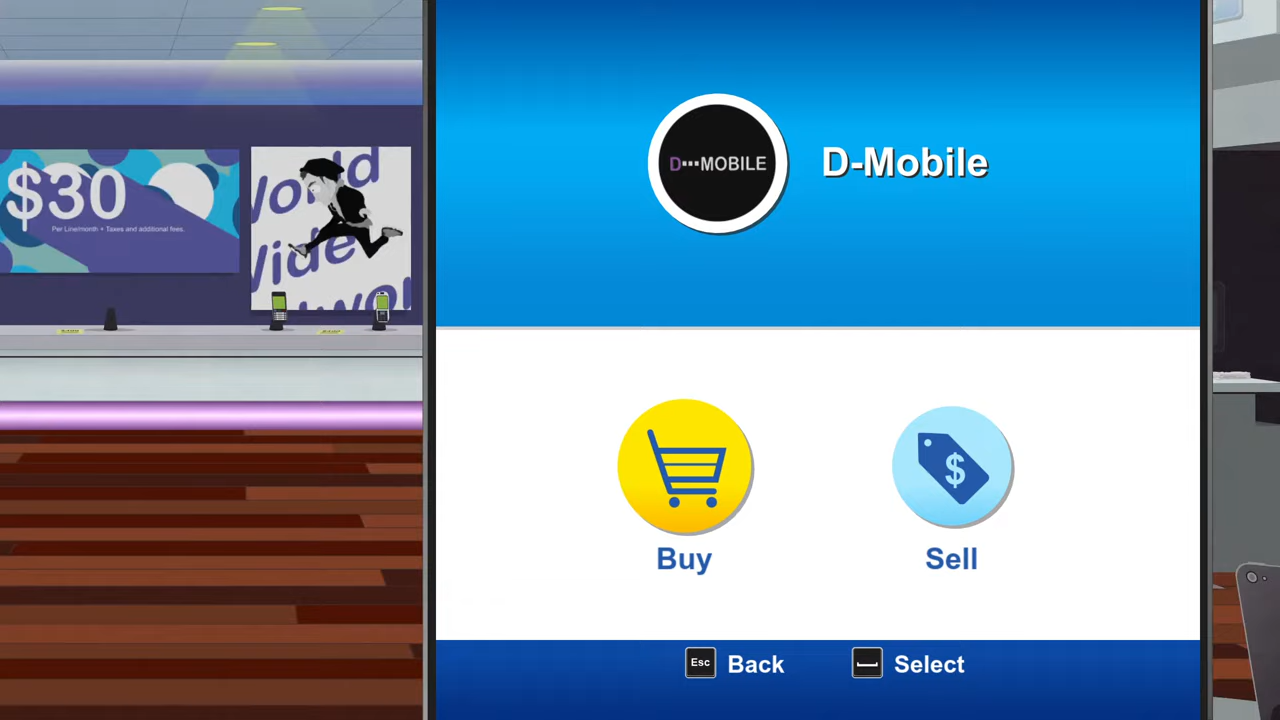 $30
Per Line/month + Taxes and additional fees.
World
Wide
D···MOBILE
D-Mobile
Buy
Sell
Esc Back
Select